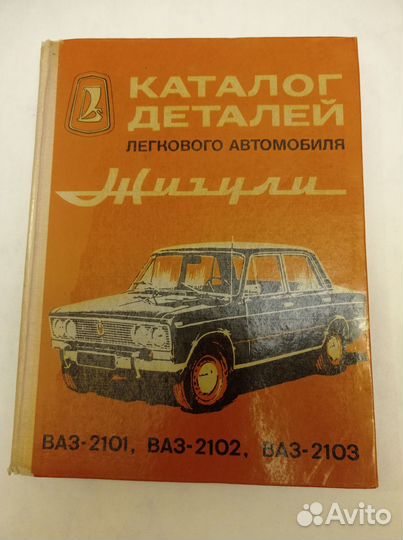 КАТАЛОГ
ДЕТАЛЕЙ
ЛЕГКОВОГО АВТОМОБИЛЯ
Жигули
ВАЗ-2101, ВАЗ-2102, ВАЗ-2103
Avito